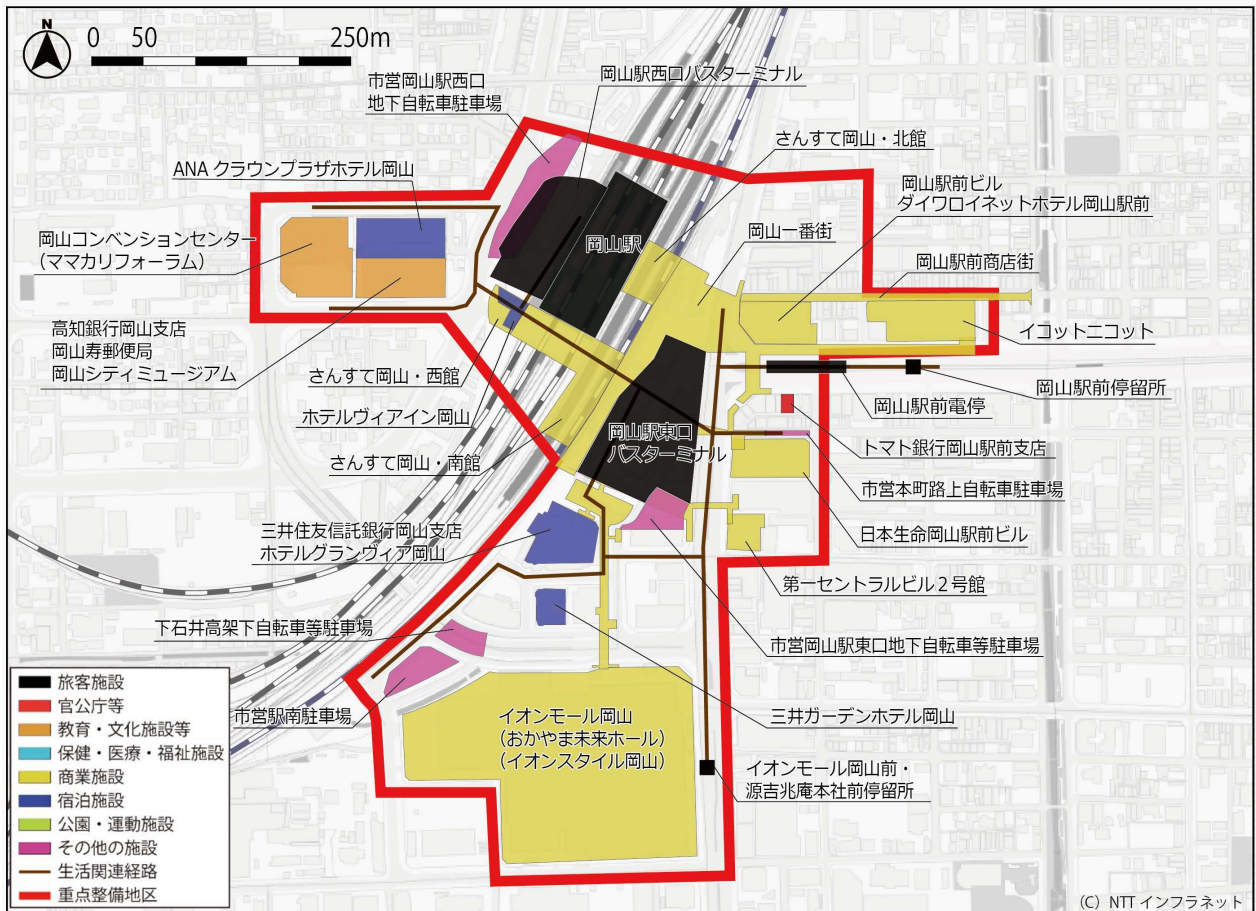 N
0 50 250m
市営岡山駅西口
地下自転車駐車場
岡山駅西口バスターミナル
さんすて岡山・北館
ANA クラウンプラザホテル岡山
岡山駅前ビル
ダイワロイネットホテル岡山駅前
岡山コンベンションセンター
（ママカリフォーラム）
岡山駅
岡山一番街
岡山駅前商店街
高知銀行岡山支店
岡山寿郵便局
岡山シティミュージアム
イコットニコット
さんすて岡山・西館
岡山駅前停留所
岡山駅前電停
ホテルヴィアイン岡山
岡山駅東口
バスターミナル
トマト銀行岡山駅前支店
さんすて岡山・南館
市営本町路上自転車駐車場
三井住友信託銀行岡山支店
ホテルグランヴィア岡山
日本生命岡山駅前ビル
第一セントラルビル２号館
下石井高架下自転車等駐車場
市営岡山駅東口地下自転車等駐車場
市営駅南駐車場
イオンモール岡山
（おかやま未来ホール）
（イオンスタイル岡山）
三井ガーデンホテル岡山
イオンモール岡山前・
源吉兆庵本社前停留所
旅客施設
官公庁等
教育・文化施設等
保健・医療・福祉施設
商業施設
宿泊施設
公園・運動施設
その他の施設
生活関連経路
重点整備地区
(C) NTT インフラネット